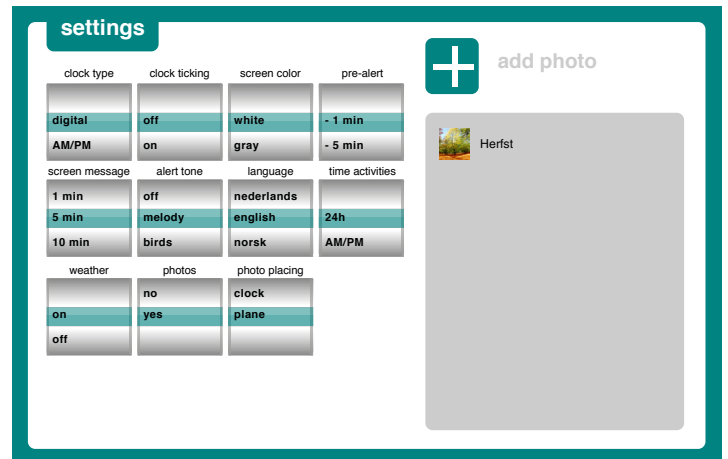 settings
clock type
clock ticking
screen color
pre-alert
digital
AM/PM
off
on
white
gray
- 1 min
- 5 min
screen message
alert tone
language
time activities
1 min
5 min
10 min
off
melody
birds
nederlands
english
norsk
24h
AM/PM
weather
photos
photo placing
on
off
no
yes
clock
plane
add photo
Herfst